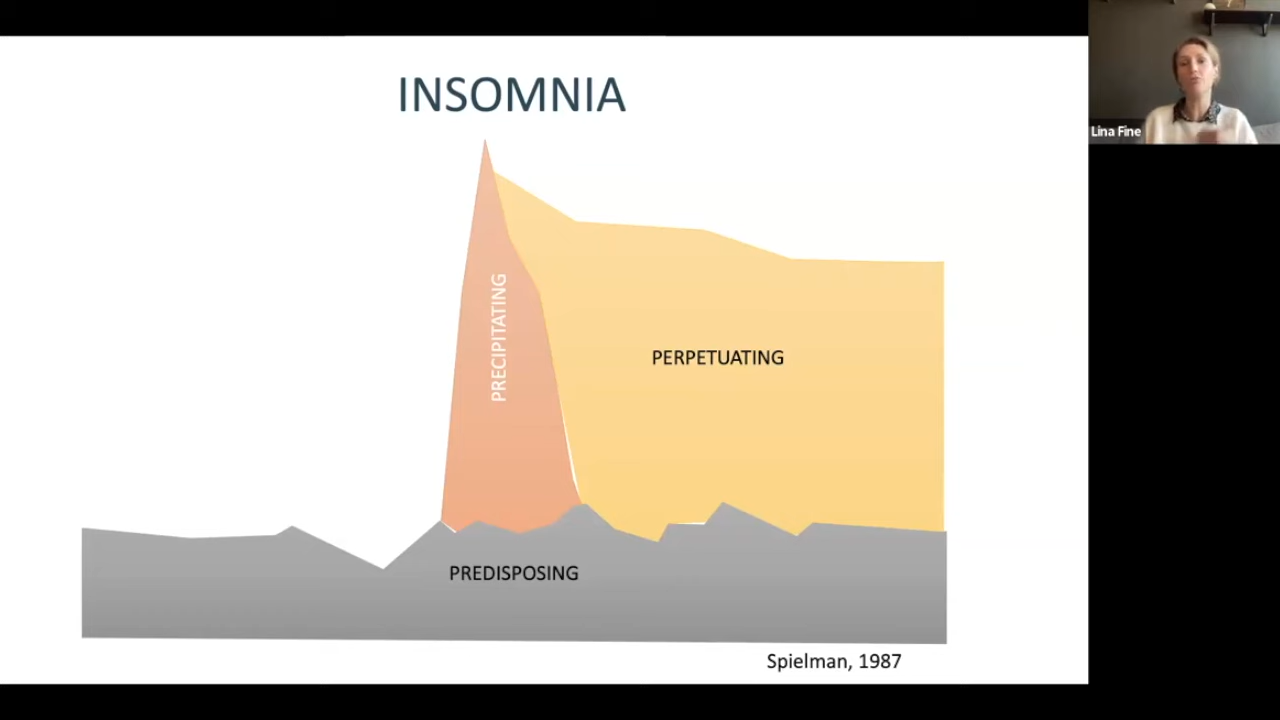 INSOMNIA
Lina Fine
PRECIPITATING
PERPETUATING
PREDISPOSING
Spielman, 1987